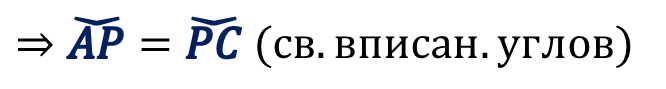 ⇒ A͝P = P͝C (св. вписан. углов)